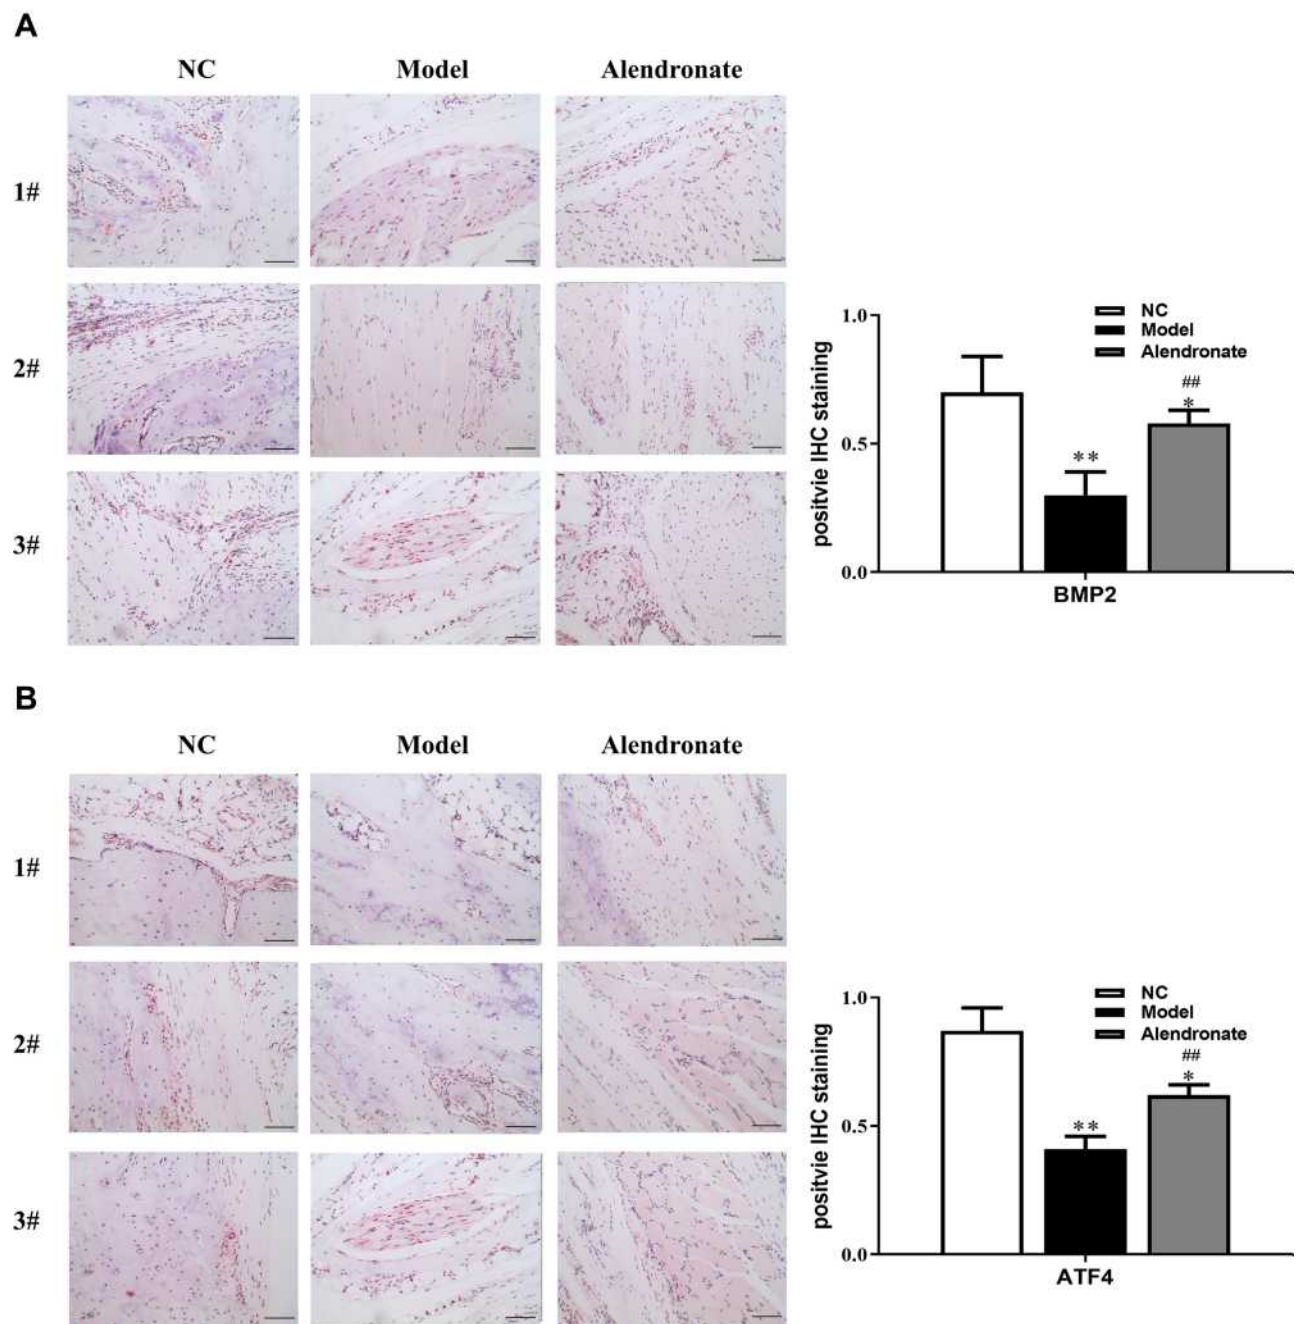 A
NC Model Alendronate
1#
2#
3#
1.0
0.5
0.0
positvie IHC staining
NC
Model
Alendronate
**
##
*
BMP2
B
NC Model Alendronate
1#
2#
3#
1.0
0.5
0.0
positvie IHC staining
NC
Model
Alendronate
**
##
*
ATF4